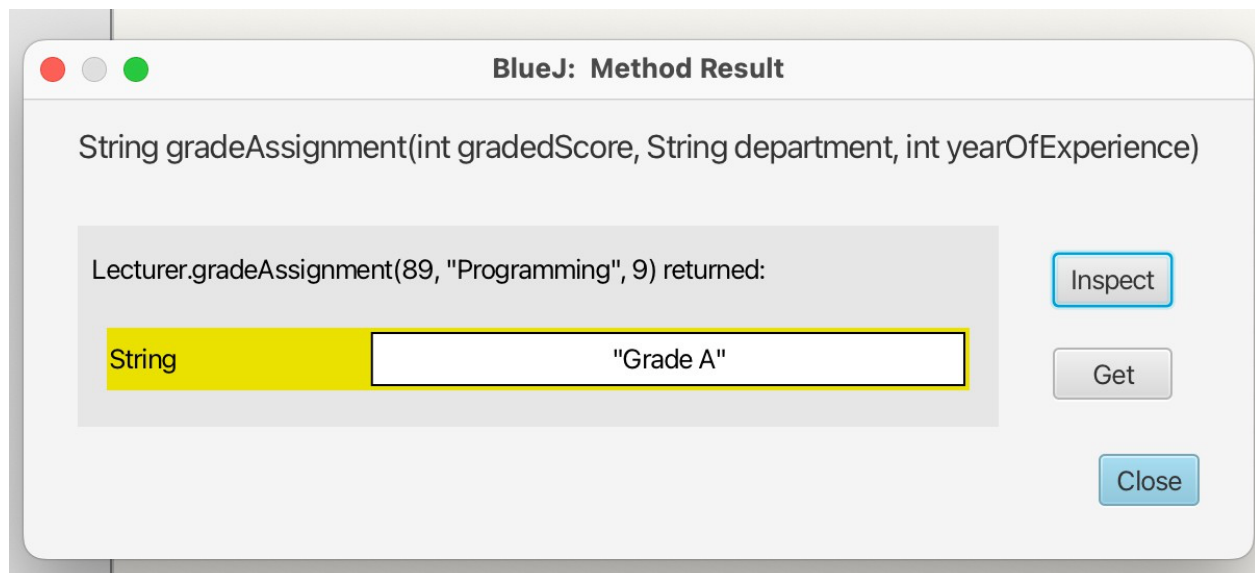 BlueJ: Method Result
String gradeAssignment(int gradedScore, String department, int yearOfExperience)
Lecturer.gradeAssignment(89, "Programming", 9) returned:
Inspect
String "Grade A"
Get
Close